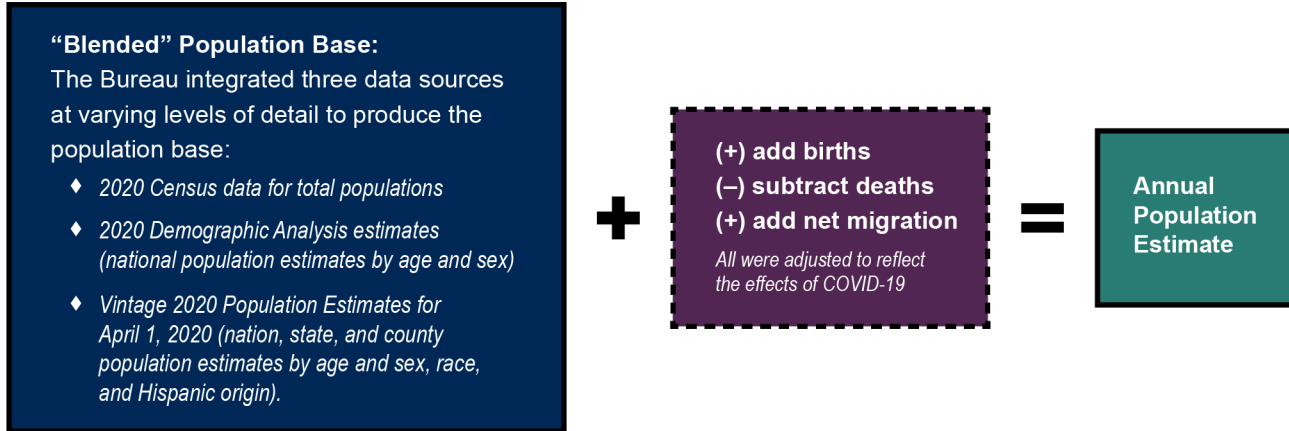 “Blended” Population Base:
The Bureau integrated three data sources
at varying levels of detail to produce the
population base:
♦ 2020 Census data for total populations
♦ 2020 Demographic Analysis estimates
(national population estimates by age and sex)
♦ Vintage 2020 Population Estimates for
April 1, 2020 (nation, state, and county
population estimates by age and sex, race,
and Hispanic origin).
+
(+) add births
(–) subtract deaths
(+) add net migration
All were adjusted to reflect
the effects of COVID-19
=
Annual
Population
Estimate